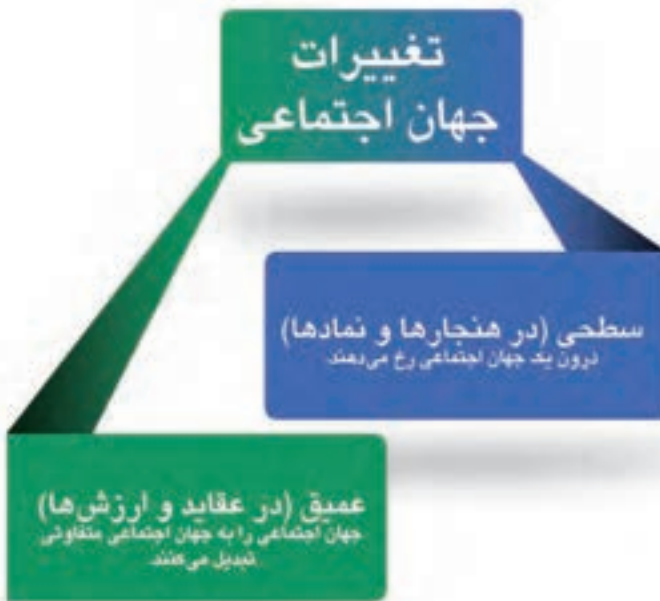 تغییرات
جهان اجتماعی
سطحی (در هنجارها و نمادها)
درون یک جهان اجتماعی رخ می‌دهند.
عمیق (در عقاید و ارزش‌ها)
جهان اجتماعی را به جهان اجتماعی متفاوتی
تبدیل می‌کنند.